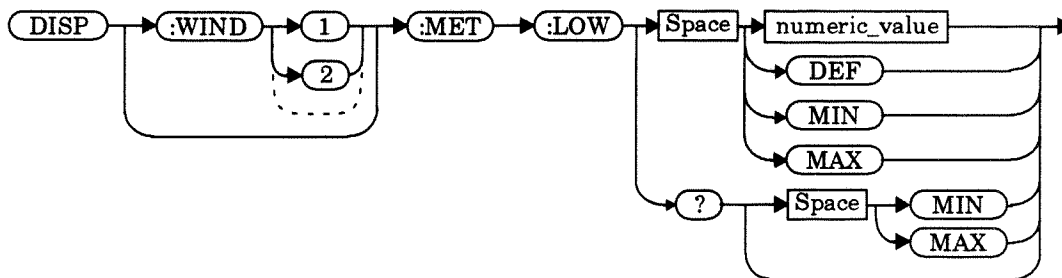 DISP :WIND 1 :MET :LOW Space numeric_value
2 DEF
MIN
MAX
? Space MIN
MAX